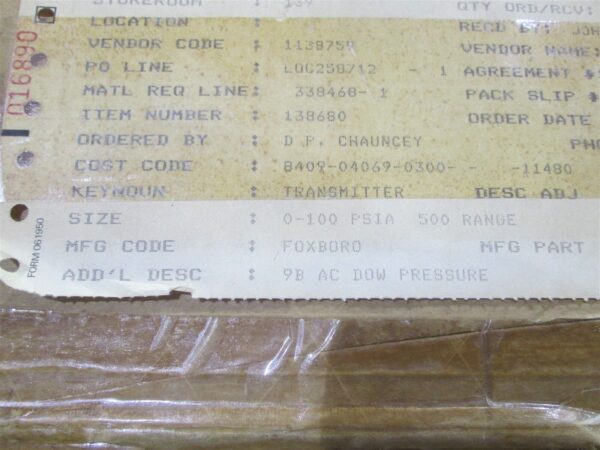 STOREROOM : 139 QTY ORD/RCV:
LOCATION : RECD BY:
VENDOR CODE : 1138759 VENDOR NAME:
PO LINE : LOC258712 - 1 AGREEMENT #
MATL REQ LINE: 338468- 1 PACK SLIP #
ITEM NUMBER : 138680 ORDER DATE
ORDERED BY : D P. CHAUNCEY PHO
COST CODE : 8409-04069-0300- - -11480
KEYNOUN : TRANSMITTER DESC ADJ
SIZE : 0-100 PSIA 500 RANGE
MFG CODE : FOXBORO MFG PART
ADD'L DESC : 9B AC DOW PRESSURE
016890
FORM 061950